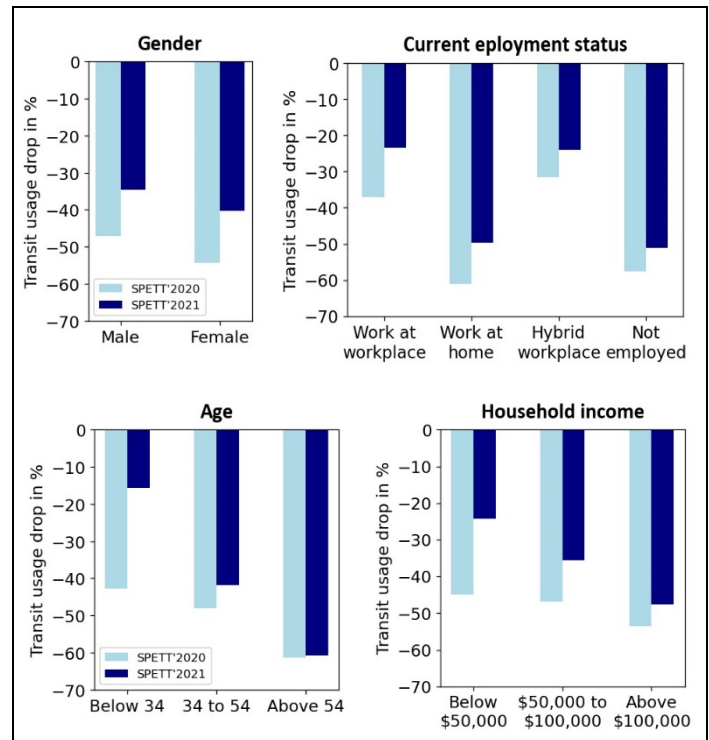 Gender
Transit usage drop in %
0
−10
−20
−30
−40
−50
−60
−70
SPETT'2020
SPETT'2021
Male
Female
Current eployment status
Transit usage drop in %
0
−10
−20
−30
−40
−50
−60
−70
Work at
workplace
Work at
home
Hybrid
workplace
Not
employed
Age
Transit usage drop in %
0
−10
−20
−30
−40
−50
−60
−70
SPETT'2020
SPETT'2021
Below 34
34 to 54
Above 54
Household income
Transit usage drop in %
0
−10
−20
−30
−40
−50
−60
−70
Below
$50,000
$50,000 to
$100,000
Above
$100,000